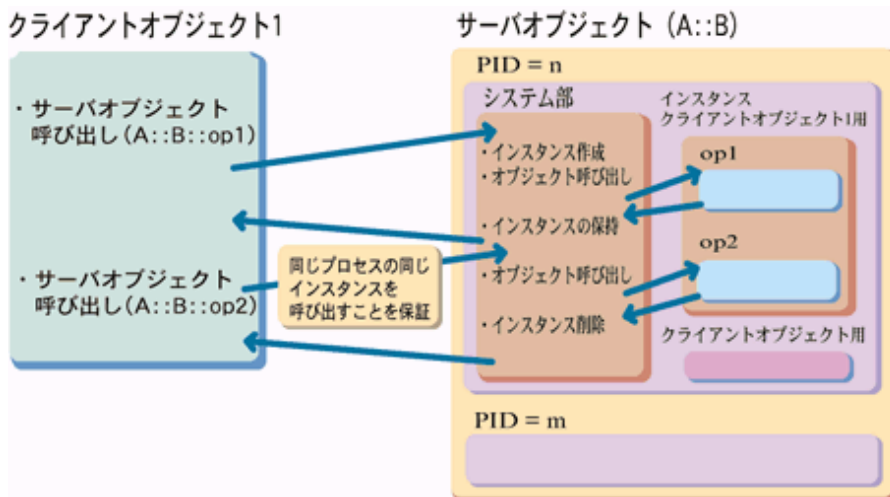 クライアントオブジェクト1
・サーバオブジェクト
呼び出し(A::B::op1)
・サーバオブジェクト
呼び出し(A::B::op2)
同じプロセスの同じ
インスタンスを
呼び出すことを保証
サーバオブジェクト (A::B)
PID = n
システム部
・インスタンス作成
・オブジェクト呼び出し
・インスタンスの保持
・オブジェクト呼び出し
・インスタンス削除
インスタンス
クライアントオブジェクト1用
op1
op2
クライアントオブジェクト用
PID = m